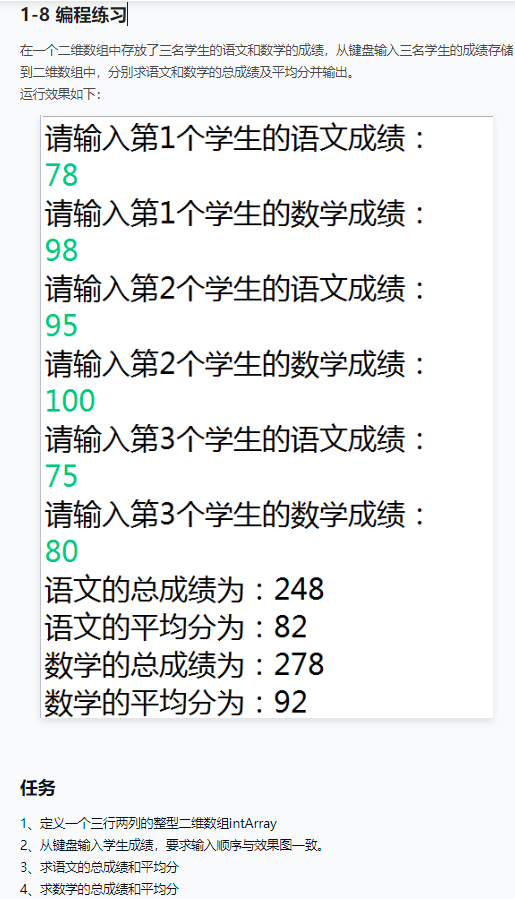 1-8 编程练习
在一个二维数组中存放了三名学生的语文和数学的成绩，从键盘输入三名学生的成绩存储
到二维数组中，分别求语文和数学的总成绩及平均分并输出。
运行效果如下：
请输入第1个学生的语文成绩：
78
请输入第1个学生的数学成绩：
98
请输入第2个学生的语文成绩：
95
请输入第2个学生的数学成绩：
100
请输入第3个学生的语文成绩：
75
请输入第3个学生的数学成绩：
80
语文的总成绩为：248
语文的平均分为：82
数学的总成绩为：278
数学的平均分为：92
任务
1、定义一个三行两列的整型二维数组intArray
2、从键盘输入学生成绩，要求输入顺序与效果图一致。
3、求语文的总成绩和平均分
4、求数学的总成绩和平均分